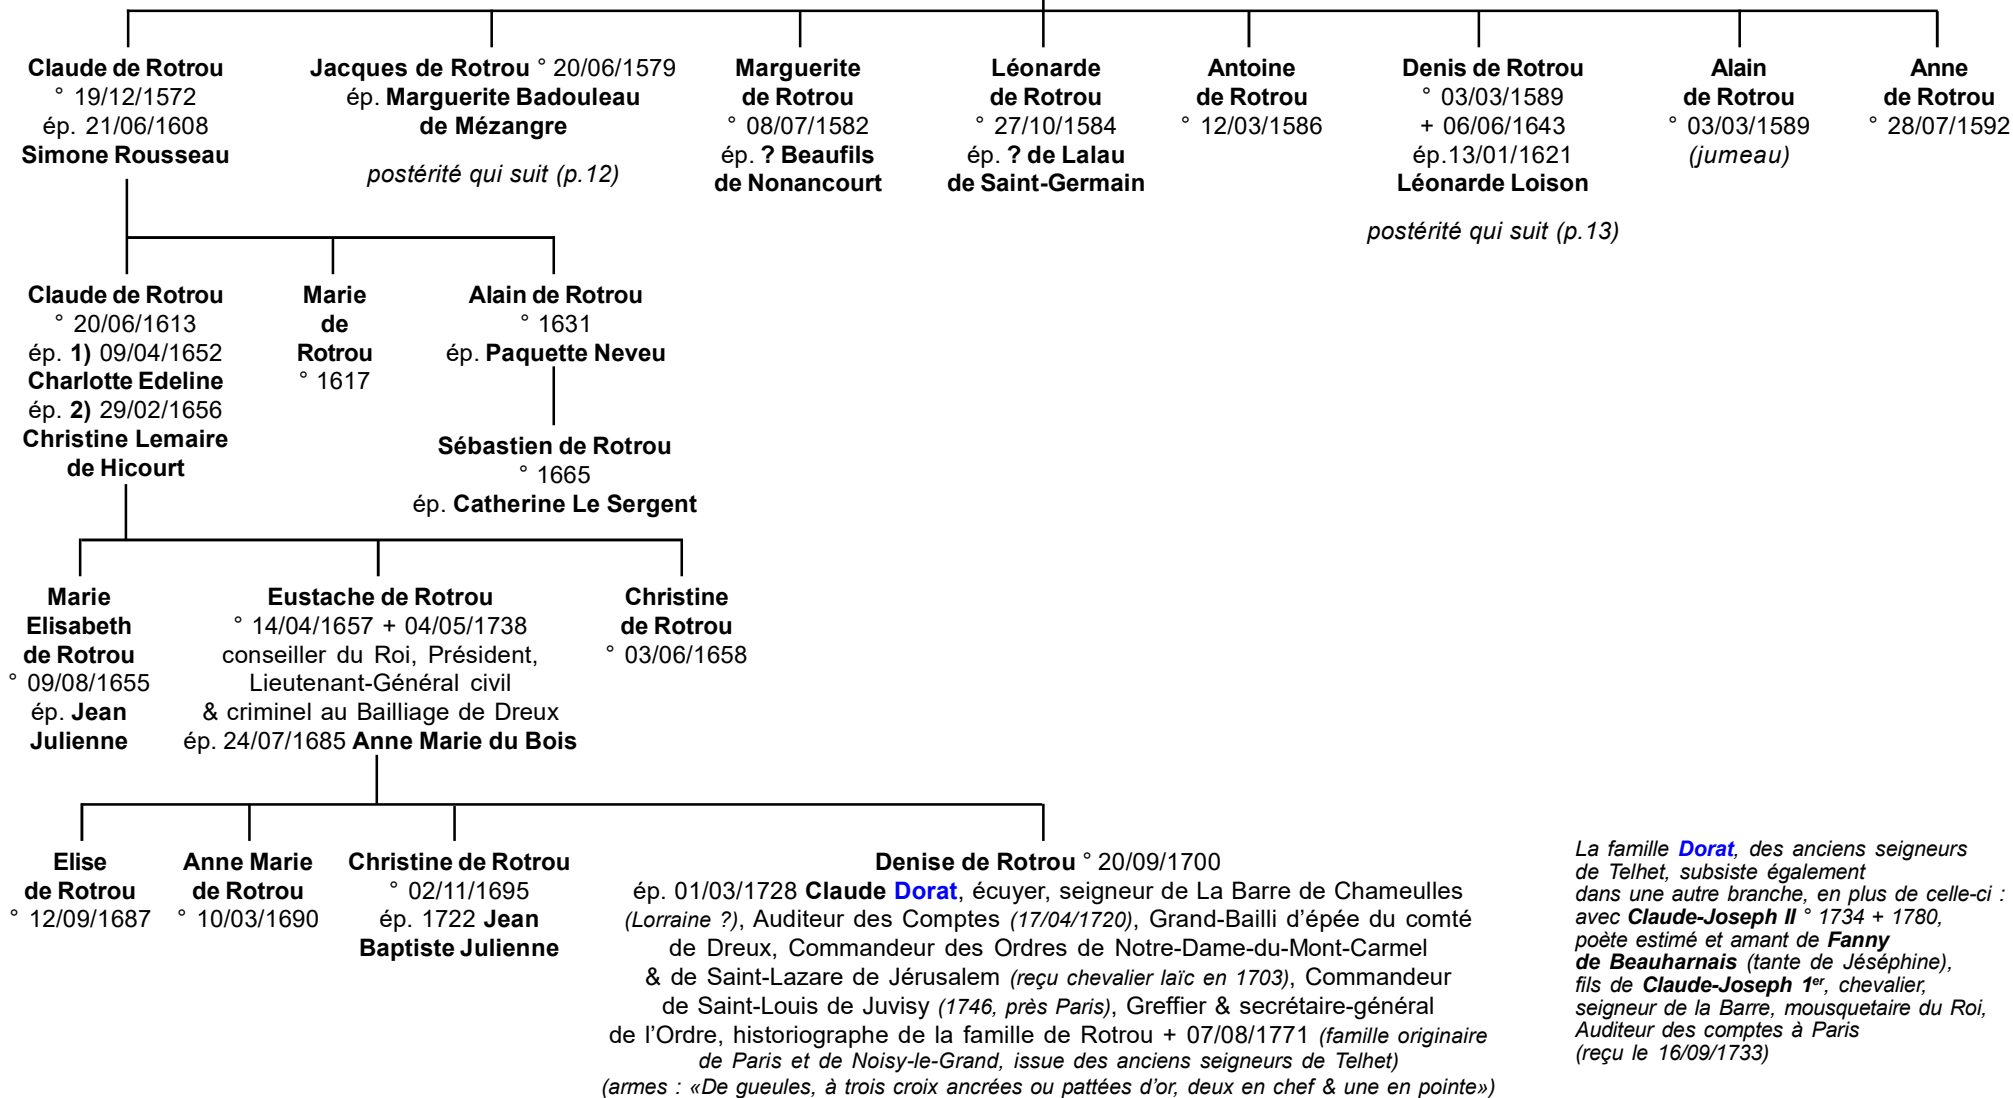 Claude de Rotrou
° 19/12/1572
ép. 21/06/1608
Simone Rousseau
Jacques de Rotrou ° 20/06/1579
ép. Marguerite Badouleau
de Mézangre
postérité qui suit (p.12)
Marguerite
de Rotrou
° 08/07/1582
ép. ? Beaufils
de Nonancourt
Léonarde
de Rotrou
° 27/10/1584
ép. ? de Lalau
de Saint-Germain
Antoine
de Rotrou
° 12/03/1586
Denis de Rotrou
° 03/03/1589
+ 06/06/1643
ép.13/01/1621
Léonarde Loison
postérité qui suit (p.13)
Alain
de Rotrou
° 03/03/1589
(jumeau)
Anne
de Rotrou
° 28/07/1592
Claude de Rotrou
° 20/06/1613
ép. 1) 09/04/1652
Charlotte Edeline
ép. 2) 29/02/1656
Christine Lemaire
de Hicourt
Marie
de
Rotrou
° 1617
Alain de Rotrou
° 1631
ép. Paquette Neveu
Sébastien de Rotrou
° 1665
ép. Catherine Le Sergent
Marie
Elisabeth
de Rotrou
° 09/08/1655
ép. Jean
Julienne
Eustache de Rotrou
° 14/04/1657 + 04/05/1738
conseiller du Roi, Président,
Lieutenant-Général civil
& criminel au Bailliage de Dreux
ép. 24/07/1685 Anne Marie du Bois
Christine
de Rotrou
° 03/06/1658
Elise
de Rotrou
° 12/09/1687
Anne Marie
de Rotrou
° 10/03/1690
Christine de Rotrou
° 02/11/1695
ép. 1722 Jean
Baptiste Julienne
Denise de Rotrou ° 20/09/1700
ép. 01/03/1728 Claude Dorat, écuyer, seigneur de La Barre de Chameulles
(Lorraine ?), Auditeur des Comptes (17/04/1720), Grand-Bailli d’épée du comté
de Dreux, Commandeur des Ordres de Notre-Dame-du-Mont-Carmel
& de Saint-Lazare de Jérusalem (reçu chevalier laïc en 1703), Commandeur
de Saint-Louis de Juvisy (1746, près Paris), Greffier & secrétaire-général
de l’Ordre, historiographe de la famille de Rotrou + 07/08/1771 (famille originaire
de Paris et de Noisy-le-Grand, issue des anciens seigneurs de Telhet)
(armes : «De gueules, à trois croix ancrées ou pattées d’or, deux en chef & une en pointe»)
La famille Dorat, des anciens seigneurs
de Telhet, subsiste également
dans une autre branche, en plus de celle-ci :
avec Claude-Joseph II ° 1734 + 1780,
poète estimé et amant de Fanny
de Beauharnais (tante de Jéséphine),
fils de Claude-Joseph 1er, chevalier,
seigneur de la Barre, mousquetaire du Roi,
Auditeur des comptes à Paris
(reçu le 16/09/1733)